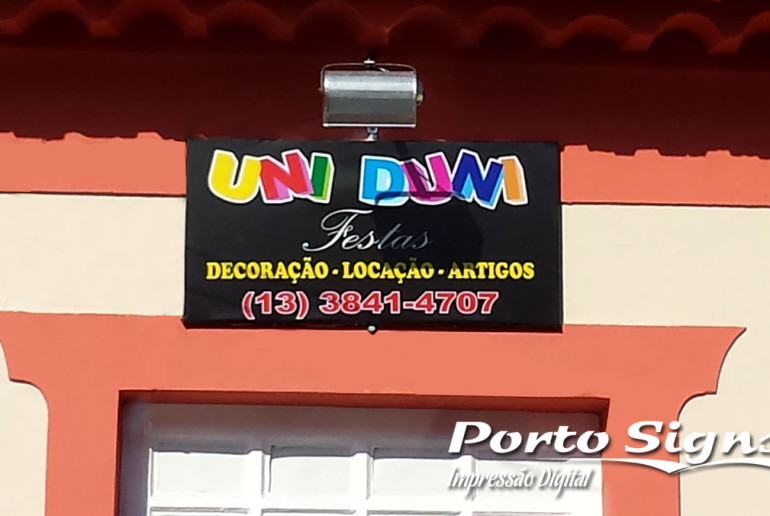 UNI DUNI
Festas
DECORAÇÃO - LOCAÇÃO - ARTIGOS
(13) 3841-4707
Porto Signs
Impressão Digital